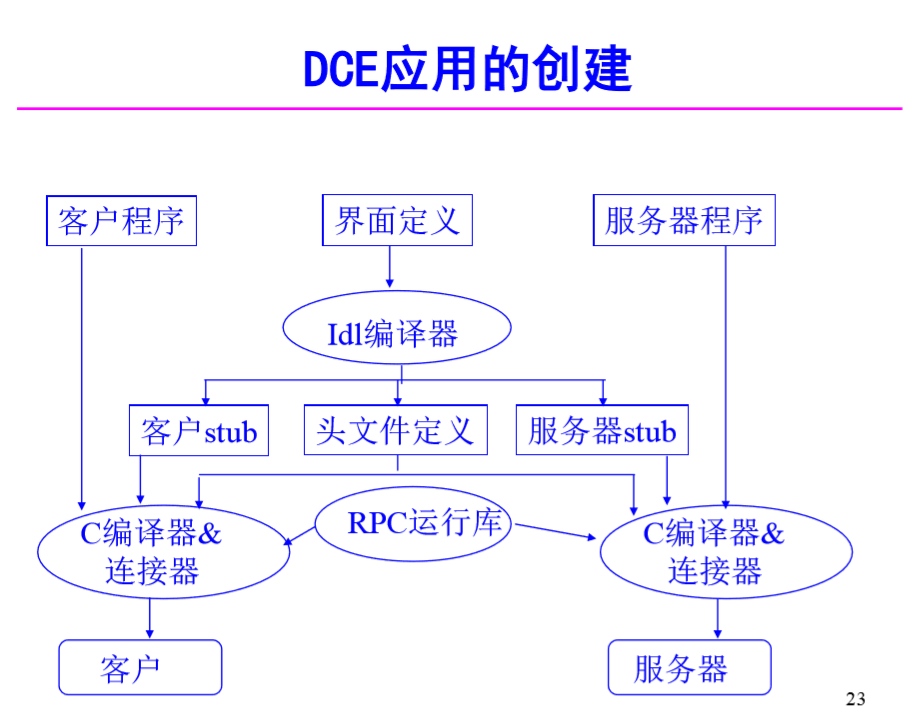 DCE应用的创建
客户程序
界面定义
服务器程序
Idl编译器
客户stub
头文件定义
服务器stub
C编译器&
连接器
RPC运行库
C编译器&
连接器
客户
服务器
23